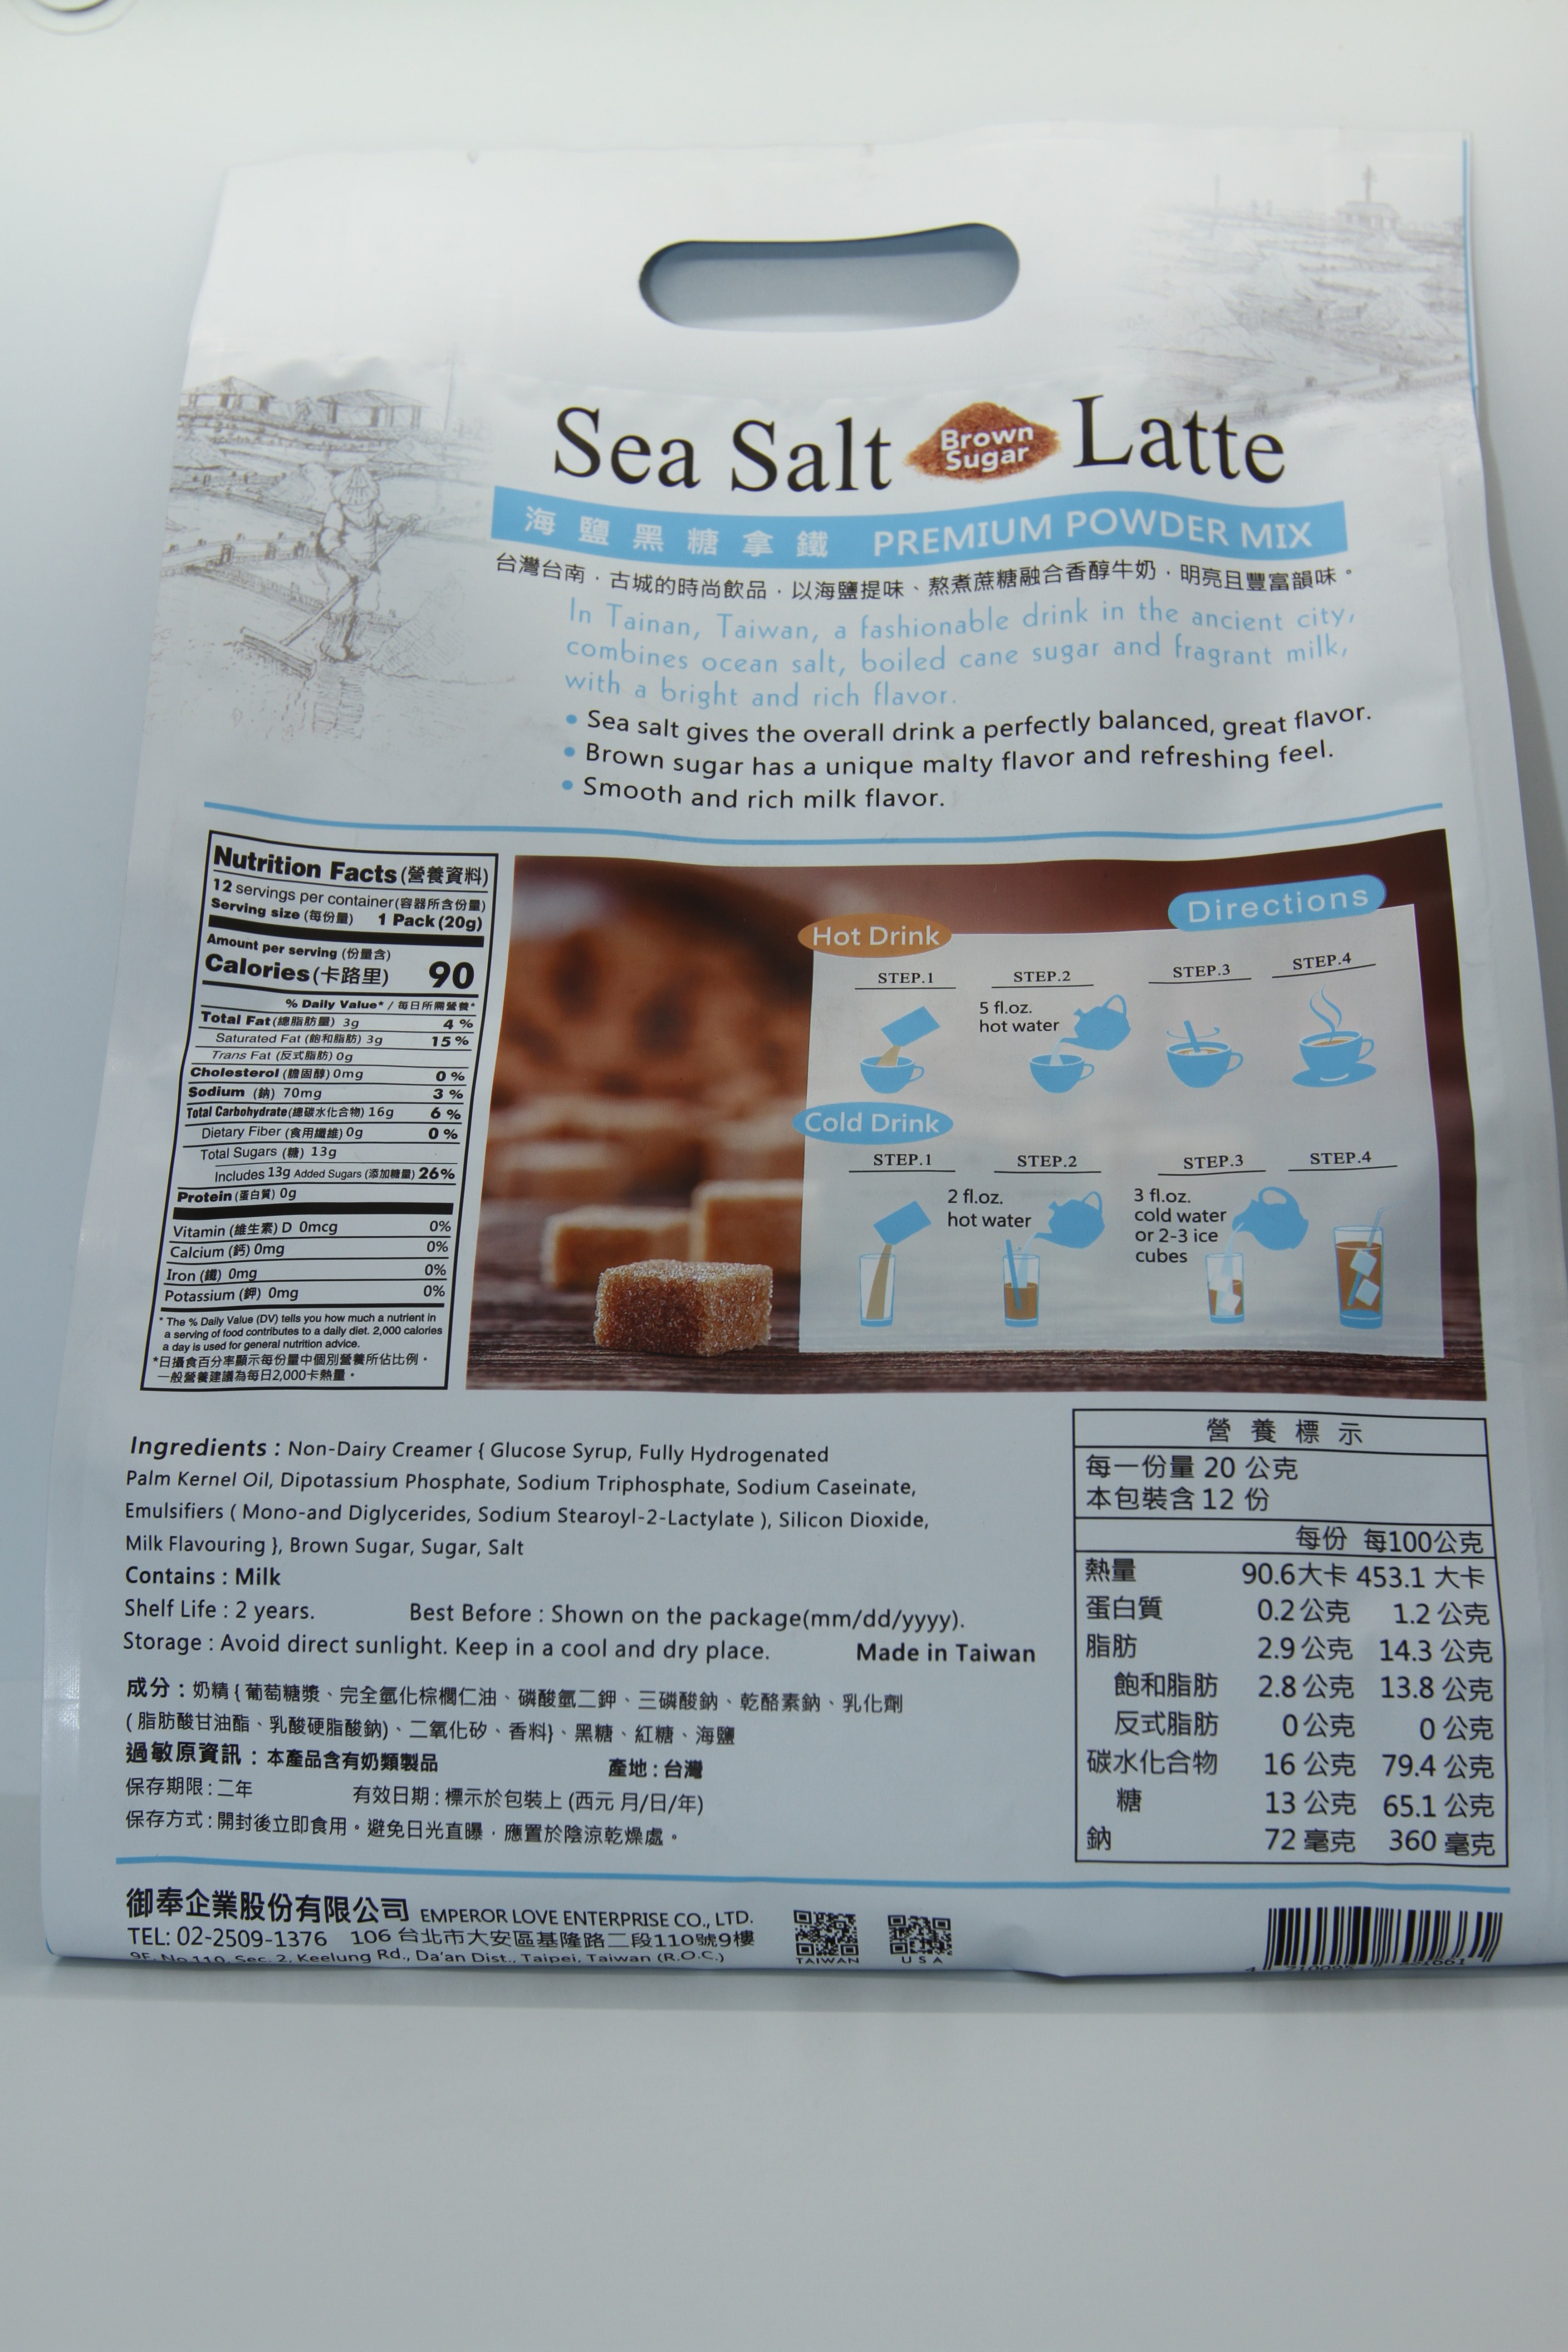 Sea Salt Brown Sugar Latte
海鹽黑糖拿鐵 PREMIUM POWDER MIX
台灣台南，古城的時尚飲品，以海鹽提味、熬煮蔗糖融合香醇牛奶，明亮且豐富韻味。
In Tainan, Taiwan, a fashionable drink in the ancient city,
combines ocean salt, boiled cane sugar and fragrant milk,
with a bright and rich flavor.
• Sea salt gives the overall drink a perfectly balanced, great flavor.
• Brown sugar has a unique malty flavor and refreshing feel.
• Smooth and rich milk flavor.
Nutrition Facts (營養資料)
12 servings per container (容器所含份量)
Serving size (每份量) 1 Pack (20g)
Amount per serving (份量含)
Calories (卡路里) 90
% Daily Value* / 每日所需營養*
Total Fat (總脂肪量) 3g 4 %
Saturated Fat (飽和脂肪) 3g 15 %
Trans Fat (反式脂肪) 0g
Cholesterol (膽固醇) 0mg 0 %
Sodium (鈉) 70mg 3 %
Total Carbohydrate (總碳水化合物) 16g 6 %
Dietary Fiber (食用纖維) 0g 0 %
Total Sugars (糖) 13g
Includes 13g Added Sugars (添加糖量) 26%
Protein (蛋白質) 0g
Vitamin (維生素) D 0mcg 0%
Calcium (鈣) 0mg 0%
Iron (鐵) 0mg 0%
Potassium (鉀) 0mg 0%
* The % Daily Value (DV) tells you how much a nutrient in
a serving of food contributes to a daily diet. 2,000 calories
a day is used for general nutrition advice.
*日攝食百分率顯示每份量中個別營養所佔比例。
一般營養建議為每日2,000卡熱量。
Directions
Hot Drink
STEP.1 STEP.2 STEP.3 STEP.4
5 fl.oz.
hot water
Cold Drink
STEP.1 STEP.2 STEP.3 STEP.4
2 fl.oz.
hot water
3 fl.oz.
cold water
or 2-3 ice
cubes
Ingredients : Non-Dairy Creamer { Glucose Syrup, Fully Hydrogenated
Palm Kernel Oil, Dipotassium Phosphate, Sodium Triphosphate, Sodium Caseinate,
Emulsifiers ( Mono-and Diglycerides, Sodium Stearoyl-2-Lactylate ), Silicon Dioxide,
Milk Flavouring }, Brown Sugar, Sugar, Salt
Contains : Milk
Shelf Life : 2 years. Best Before : Shown on the package(mm/dd/yyyy).
Storage : Avoid direct sunlight. Keep in a cool and dry place. Made in Taiwan
成分：奶精 { 葡萄糖漿、完全氫化棕櫚仁油、磷酸氫二鉀、三磷酸鈉、乾酪素鈉、乳化劑
( 脂肪酸甘油酯、乳酸硬脂酸鈉)、二氧化矽、香料}、黑糖、紅糖、海鹽
過敏原資訊：本產品含有奶類製品 產地：台灣
保存期限：二年 有效日期：標示於包裝上 (西元 月/日/年)
保存方式：開封後立即食用。避免日光直曝，應置於陰涼乾燥處。
營養標示
每一份量 20 公克
本包裝含 12 份
每份 每100公克
熱量 90.6大卡 453.1 大卡
蛋白質 0.2 公克 1.2 公克
脂肪 2.9 公克 14.3 公克
飽和脂肪 2.8 公克 13.8 公克
反式脂肪 0 公克 0 公克
碳水化合物 16 公克 79.4 公克
糖 13 公克 65.1 公克
鈉 72 毫克 360 毫克
御奉企業股份有限公司 EMPEROR LOVE ENTERPRISE CO., LTD.
TEL: 02-2509-1376 106 台北市大安區基隆路二段110號9樓
9F, No.110, Sec. 2, Keelung Rd., Da'an Dist., Taipei, Taiwan (R.O.C.)
TAIWAN USA